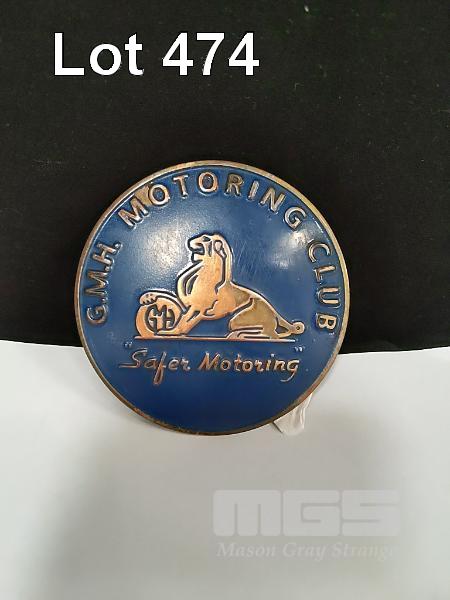 Lot 474
G.M.H. MOTORING CLUB
GMH
"Safer Motoring"
MGS
Mason Gray Strange